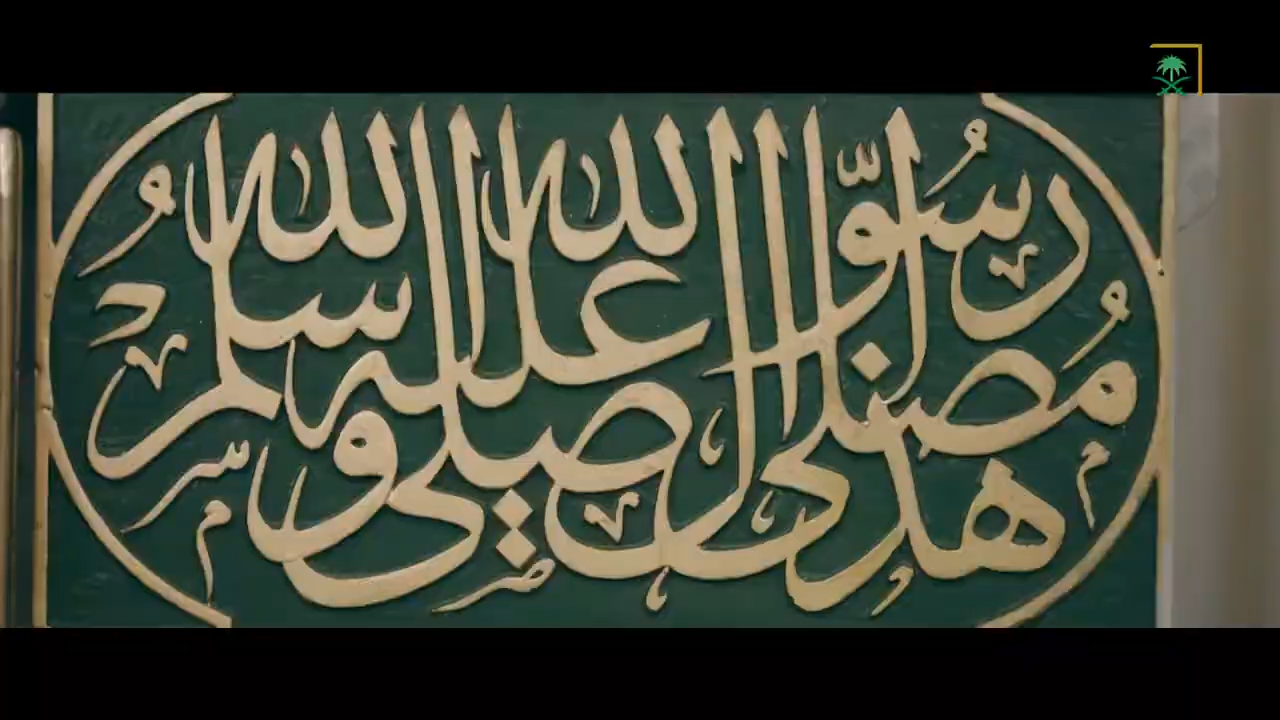 هذا مصلى رسول الله صلى الله عليه وسلم